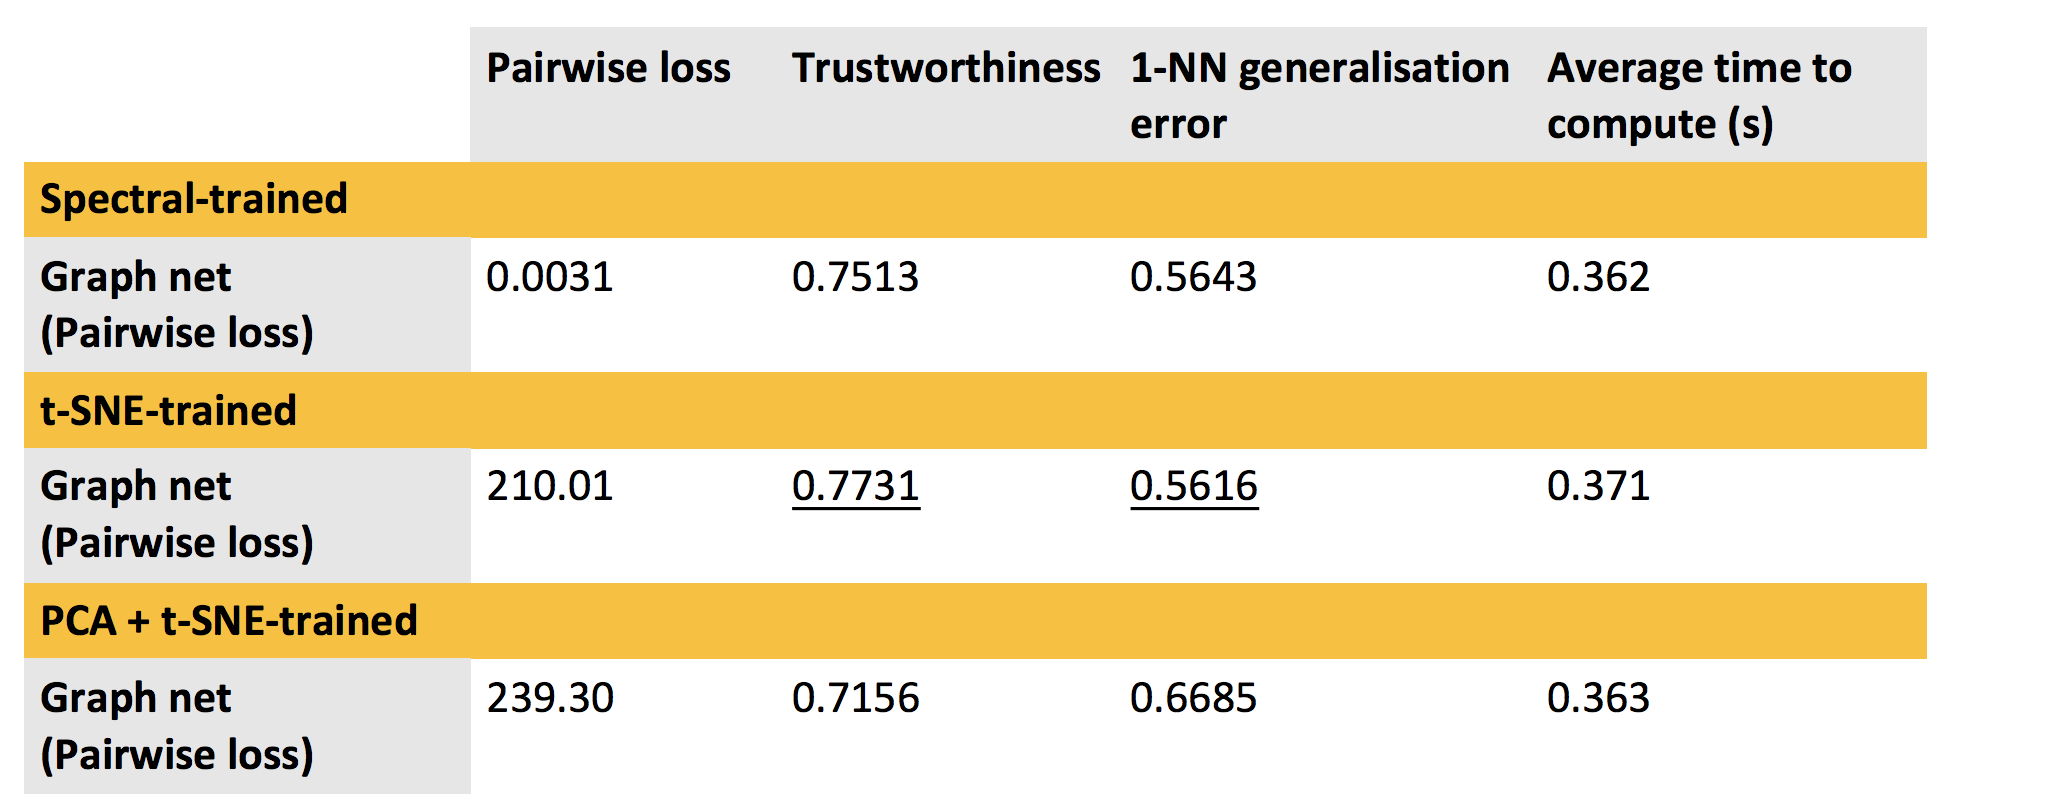 Pairwise loss Trustworthiness 1-NN generalisation error Average time to compute (s)
Spectral-trained
Graph net (Pairwise loss) 0.0031 0.7513 0.5643 0.362
t-SNE-trained
Graph net (Pairwise loss) 210.01 0.7731 0.5616 0.371
PCA + t-SNE-trained
Graph net (Pairwise loss) 239.30 0.7156 0.6685 0.363